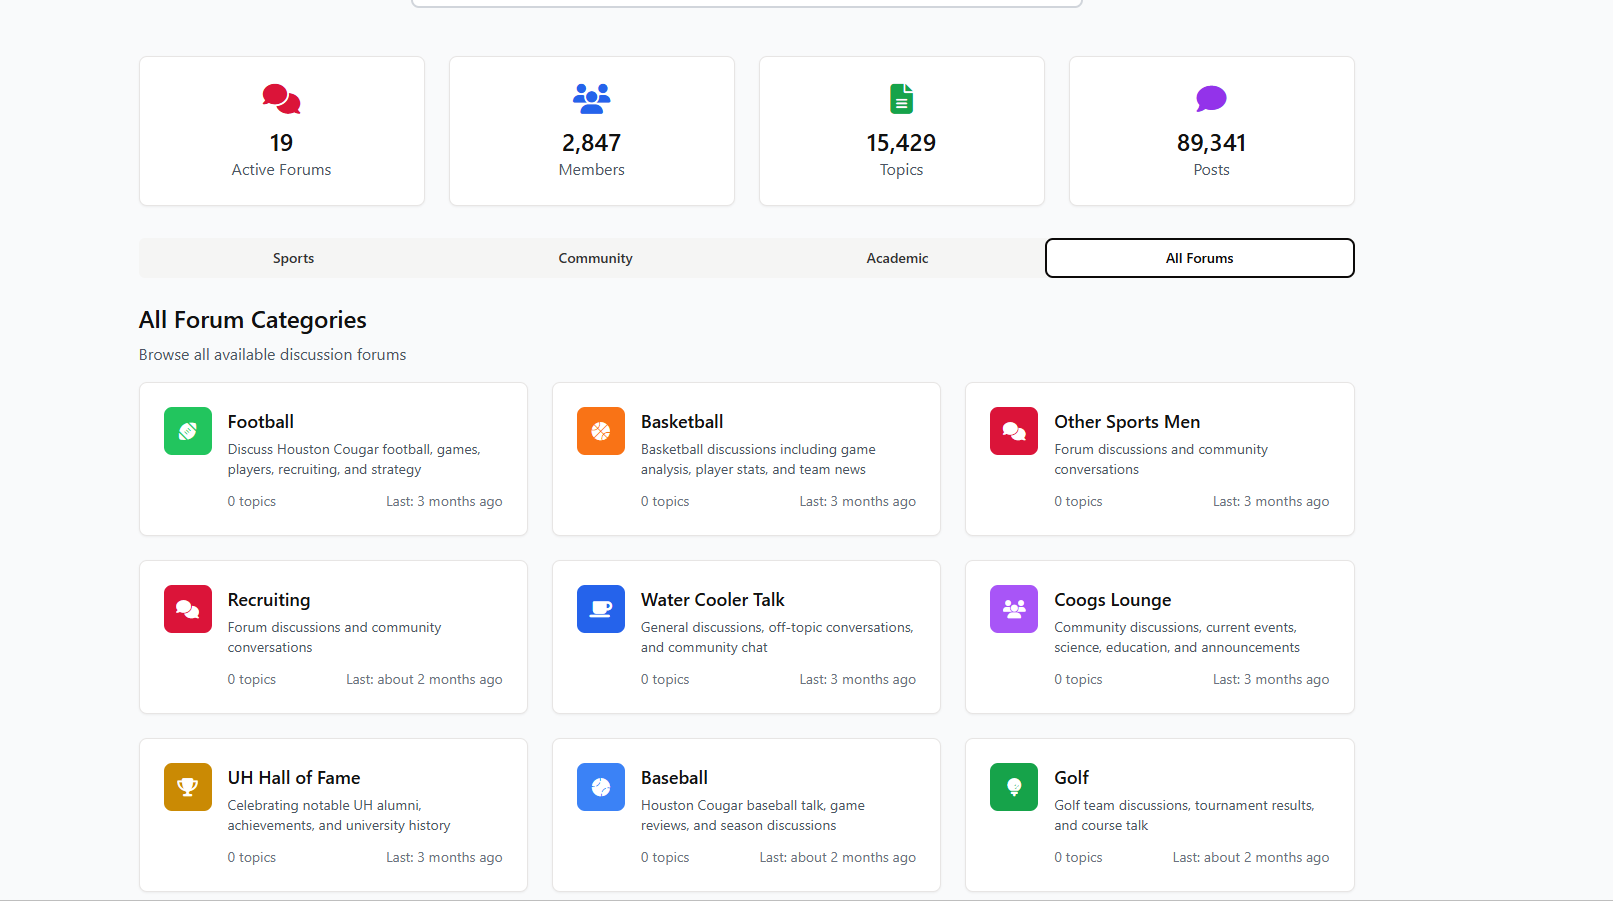 19
Active Forums
2,847
Members
15,429
Topics
89,341
Posts
Sports
Community
Academic
All Forums
All Forum Categories
Browse all available discussion forums
Football
Discuss Houston Cougar football, games,
players, recruiting, and strategy
0 topics
Last: 3 months ago
Basketball
Basketball discussions including game
analysis, player stats, and team news
0 topics
Last: 3 months ago
Other Sports Men
Forum discussions and community
conversations
0 topics
Last: 3 months ago
Recruiting
Forum discussions and community
conversations
0 topics
Last: about 2 months ago
Water Cooler Talk
General discussions, off-topic conversations,
and community chat
0 topics
Last: 3 months ago
Coogs Lounge
Community discussions, current events,
science, education, and announcements
0 topics
Last: 3 months ago
UH Hall of Fame
Celebrating notable UH alumni,
achievements, and university history
0 topics
Last: 3 months ago
Baseball
Houston Cougar baseball talk, game
reviews, and season discussions
0 topics
Last: about 2 months ago
Golf
Golf team discussions, tournament results,
and course talk
0 topics
Last: about 2 months ago